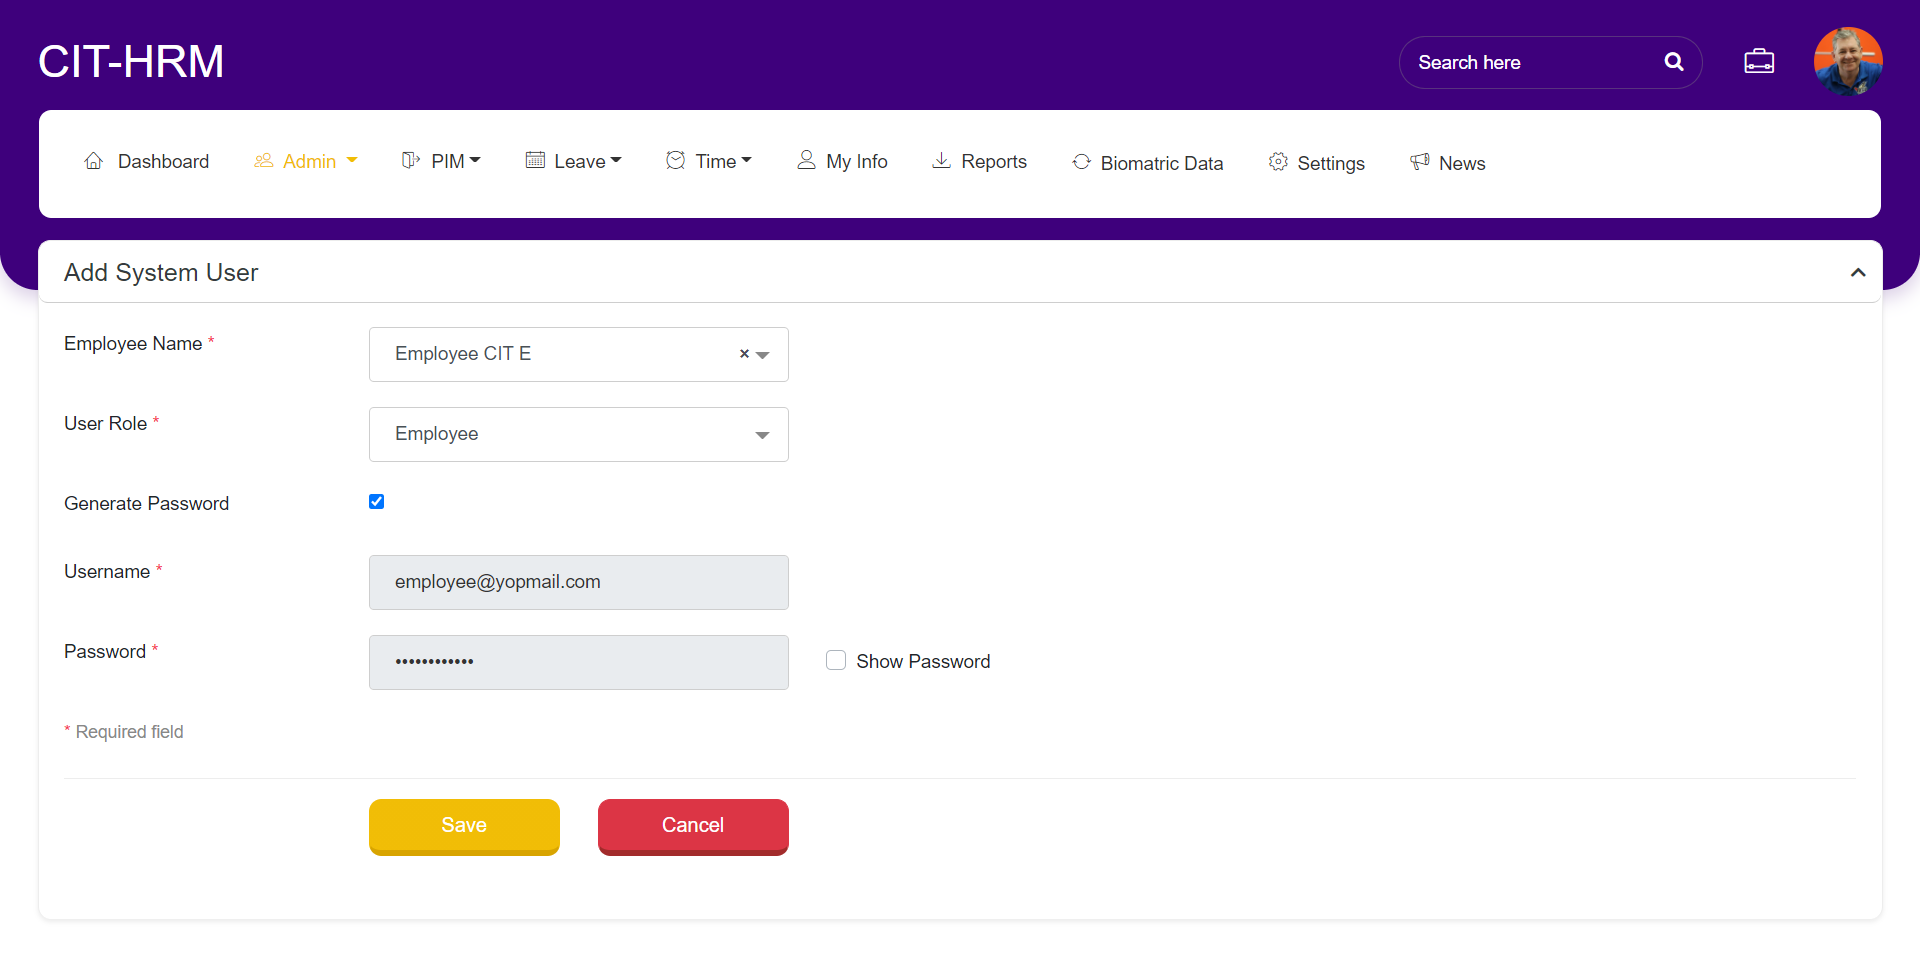 CIT-HRM
Search here
Dashboard Admin PIM Leave Time My Info Reports Biomatric Data Settings News
Add System User
Employee Name *
Employee CIT E ×
User Role *
Employee
Generate Password
Username *
employee@yopmail.com
Password *
••••••••••••
Show Password
* Required field
Save Cancel